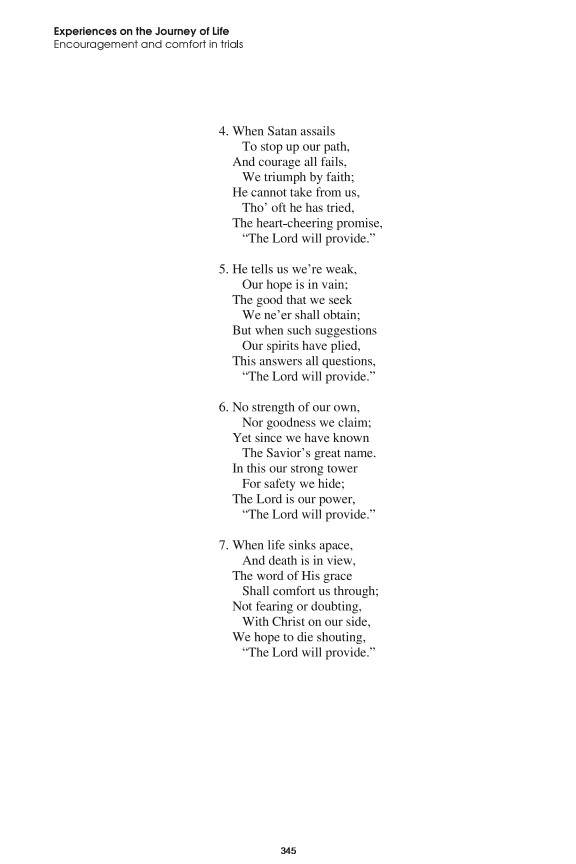 Experiences on the Journey of Life
Encouragement and comfort in trials
4. When Satan assails
To stop up our path,
And courage all fails,
We triumph by faith;
He cannot take from us,
Tho’ oft he has tried,
The heart-cheering promise,
“The Lord will provide.”
5. He tells us we’re weak,
Our hope is in vain;
The good that we seek
We ne’er shall obtain;
But when such suggestions
Our spirits have plied,
This answers all questions,
“The Lord will provide.”
6. No strength of our own,
Nor goodness we claim;
Yet since we have known
The Savior’s great name.
In this our strong tower
For safety we hide;
The Lord is our power,
“The Lord will provide.”
7. When life sinks apace,
And death is in view,
The word of His grace
Shall comfort us through;
Not fearing or doubting,
With Christ on our side,
We hope to die shouting,
“The Lord will provide.”
345